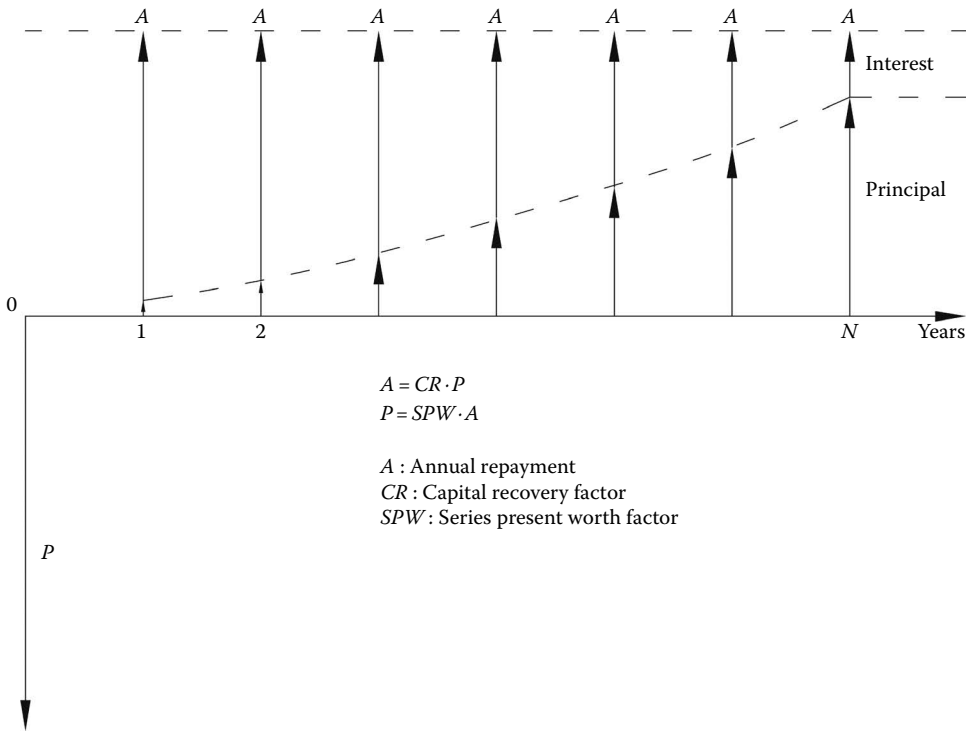 A A A A A A A
Interest
Principal
0
1 2 N Years
A = CR · P
P = SPW · A
A : Annual repayment
CR : Capital recovery factor
SPW : Series present worth factor
P